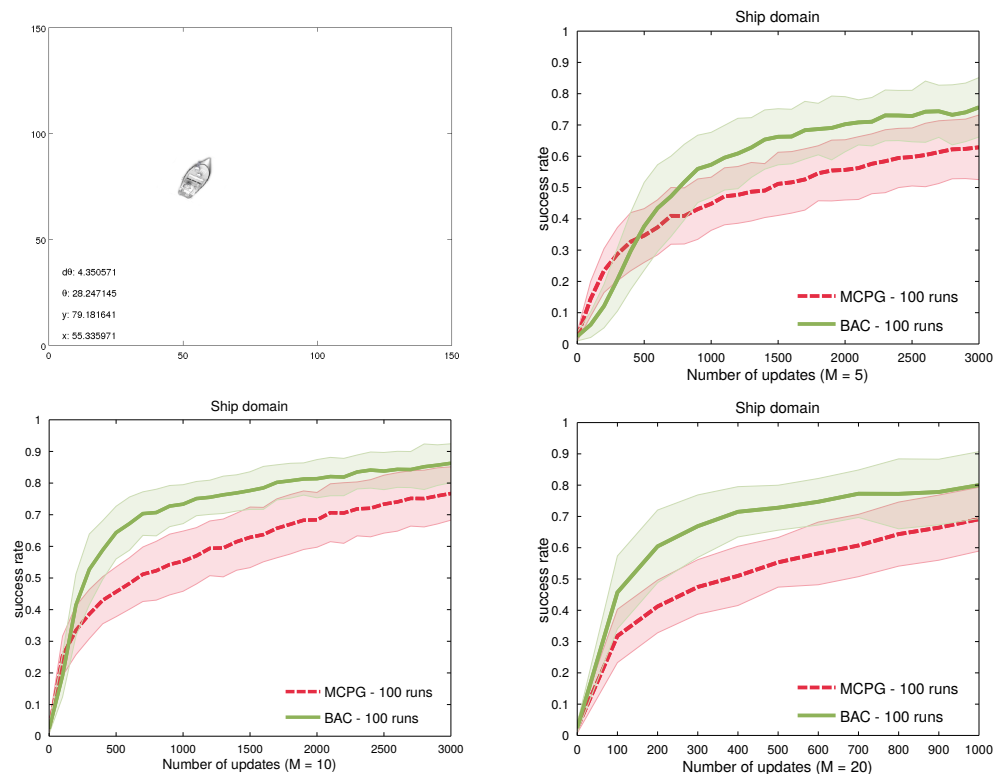 150
100
50
0
dθ: 4.350571
θ: 28.247145
y: 79.181641
x: 55.335971
0 50 100 150
Ship domain
success rate
1
0.9
0.8
0.7
0.6
0.5
0.4
0.3
0.2
0.1
0
MCPG - 100 runs
BAC - 100 runs
0 500 1000 1500 2000 2500 3000
Number of updates (M = 5)
Ship domain
success rate
1
0.9
0.8
0.7
0.6
0.5
0.4
0.3
0.2
0.1
0
MCPG - 100 runs
BAC - 100 runs
0 500 1000 1500 2000 2500 3000
Number of updates (M = 10)
Ship domain
success rate
1
0.9
0.8
0.7
0.6
0.5
0.4
0.3
0.2
0.1
0
MCPG - 100 runs
BAC - 100 runs
0 100 200 300 400 500 600 700 800 900 1000
Number of updates (M = 20)